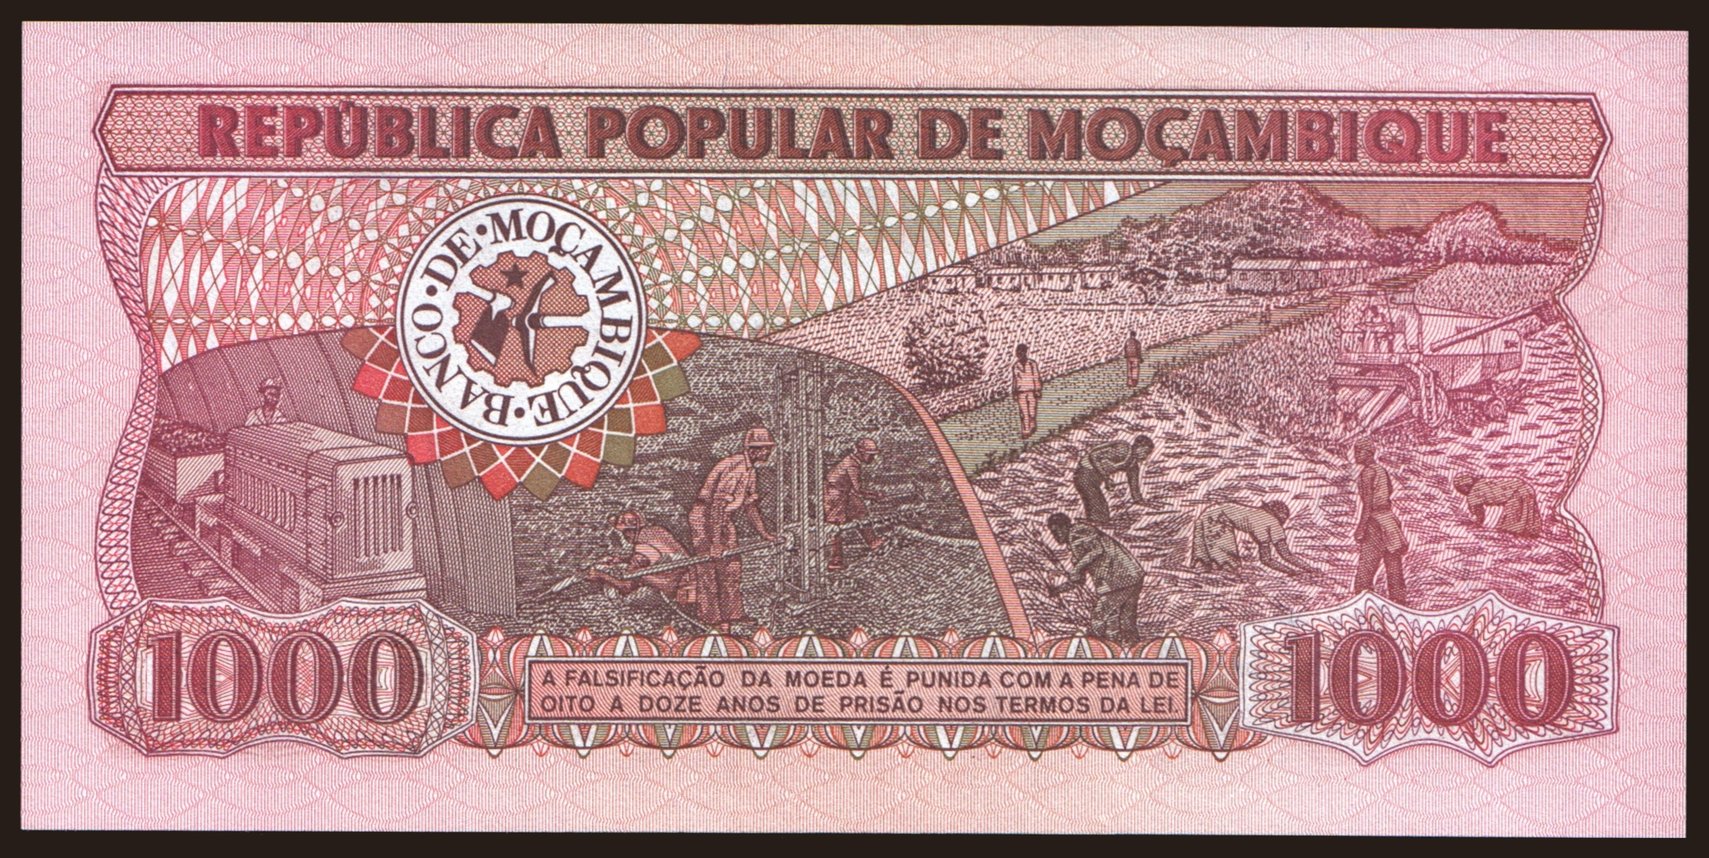 REPÚBLICA POPULAR DE MOÇAMBIQUE
BANCO·DE·MOÇAMBIQUE·
1000
A FALSIFICAÇÃO DA MOEDA É PUNIDA COM A PENA DE
OITO A DOZE ANOS DE PRISÃO NOS TERMOS DA LEI
1000